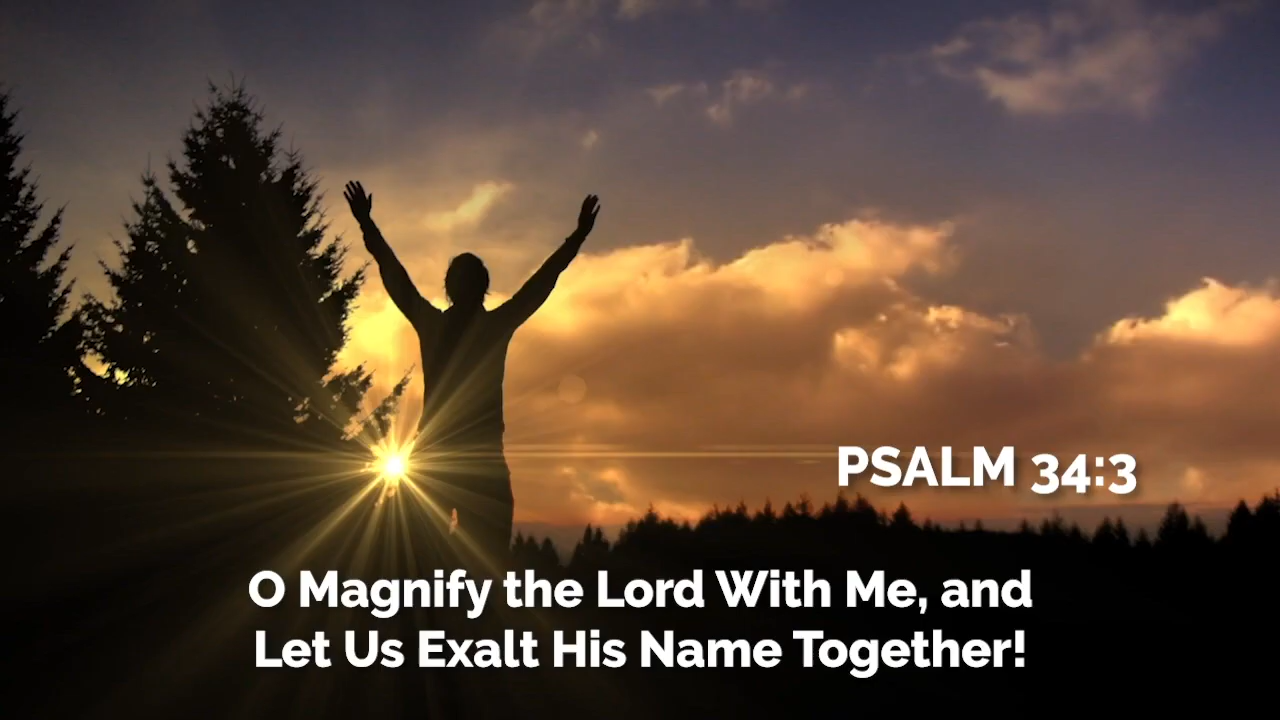 PSALM 34:3
O Magnify the Lord With Me, and
Let Us Exalt His Name Together!